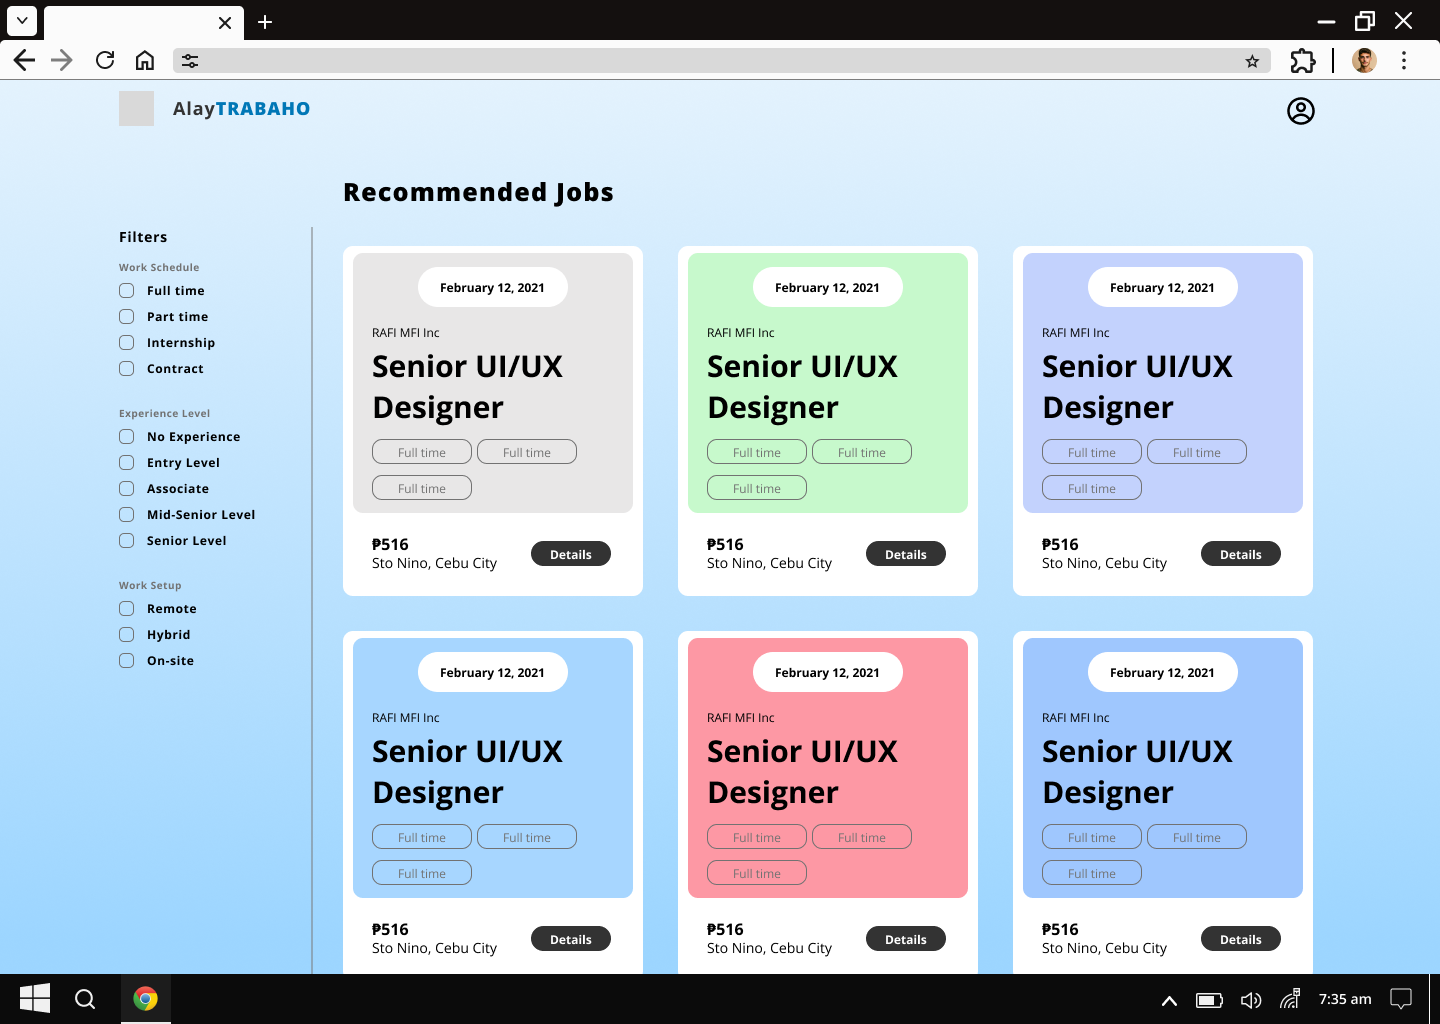 AlayTRABAHO
Recommended Jobs
Filters
Work Schedule
Full time
Part time
Internship
Contract
Experience Level
No Experience
Entry Level
Associate
Mid-Senior Level
Senior Level
Work Setup
Remote
Hybrid
On-site
February 12, 2021
RAFI MFI Inc
Senior UI/UX
Designer
Full time
Full time
Full time
₱516
Sto Nino, Cebu City
Details
February 12, 2021
RAFI MFI Inc
Senior UI/UX
Designer
Full time
Full time
Full time
₱516
Sto Nino, Cebu City
Details
February 12, 2021
RAFI MFI Inc
Senior UI/UX
Designer
Full time
Full time
Full time
₱516
Sto Nino, Cebu City
Details
February 12, 2021
RAFI MFI Inc
Senior UI/UX
Designer
Full time
Full time
Full time
₱516
Sto Nino, Cebu City
Details
February 12, 2021
RAFI MFI Inc
Senior UI/UX
Designer
Full time
Full time
Full time
₱516
Sto Nino, Cebu City
Details
February 12, 2021
RAFI MFI Inc
Senior UI/UX
Designer
Full time
Full time
Full time
₱516
Sto Nino, Cebu City
Details
7:35 am